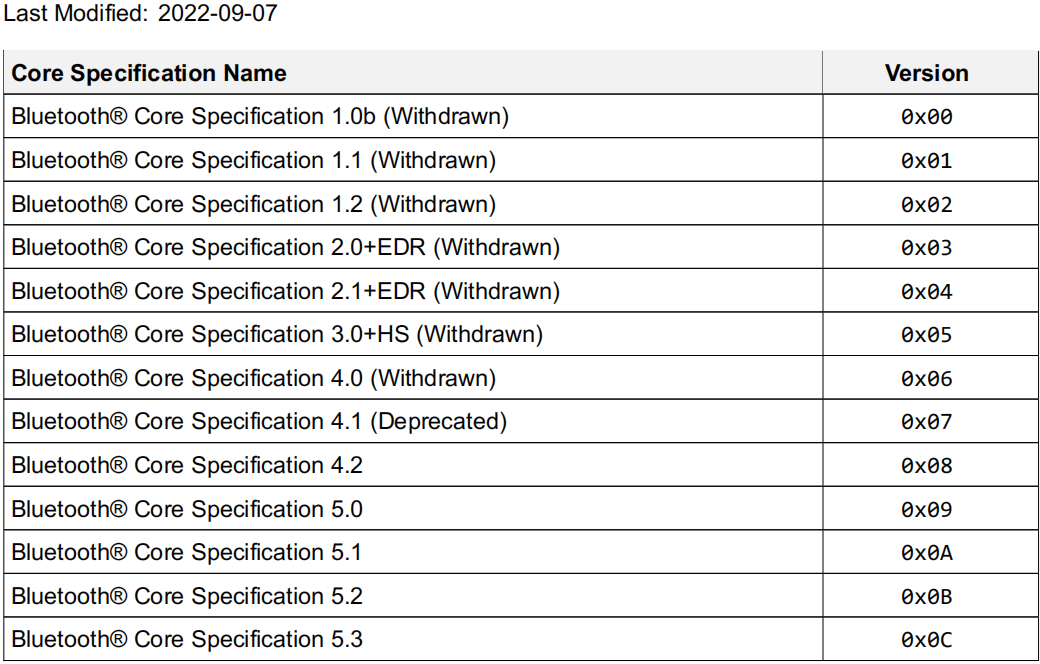 Last Modified: 2022-09-07
Core Specification Name Version
Bluetooth® Core Specification 1.0b (Withdrawn) 0x00
Bluetooth® Core Specification 1.1 (Withdrawn) 0x01
Bluetooth® Core Specification 1.2 (Withdrawn) 0x02
Bluetooth® Core Specification 2.0+EDR (Withdrawn) 0x03
Bluetooth® Core Specification 2.1+EDR (Withdrawn) 0x04
Bluetooth® Core Specification 3.0+HS (Withdrawn) 0x05
Bluetooth® Core Specification 4.0 (Withdrawn) 0x06
Bluetooth® Core Specification 4.1 (Deprecated) 0x07
Bluetooth® Core Specification 4.2 0x08
Bluetooth® Core Specification 5.0 0x09
Bluetooth® Core Specification 5.1 0x0A
Bluetooth® Core Specification 5.2 0x0B
Bluetooth® Core Specification 5.3 0x0C